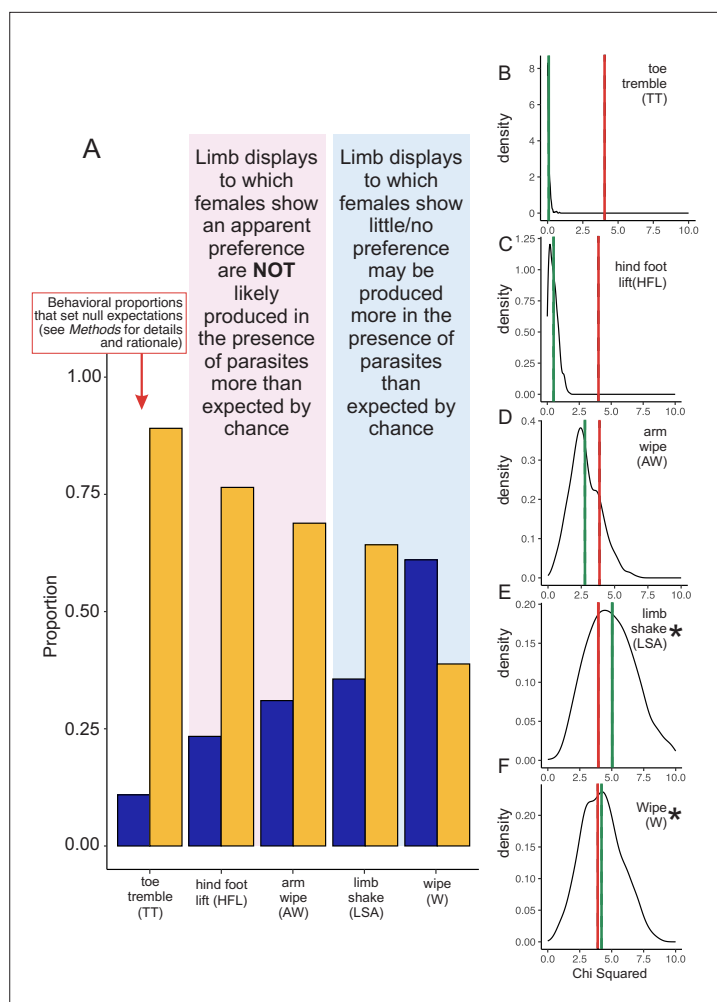 A
Limb displays
to which
females show
an apparent
preference
are NOT
likely
produced in
the presence
of parasites
more than
expected by
chance
Limb displays
to which
females show
little/no
preference
may be
produced
more in the
presence of
parasites
than
expected by
chance
Behavioral proportions
that set null expectations
(see Methods for details
and rationale)
Proportion
1.00
0.75
0.50
0.25
0.00
toe
tremble
(TT)
hind foot
lift (HFL)
arm
wipe
(AW)
limb
shake
(LSA)
wipe
(W)
B
toe
tremble
(TT)
density
8
6
4
2
0
0.0 2.5 5.0 7.5 10.0
C
hind foot
lift(HFL)
density
1.25
1.00
0.75
0.50
0.25
0.00
0.0 2.5 5.0 7.5 10.0
D
arm
wipe
(AW)
density
0.4
0.3
0.2
0.1
0.0
0.0 2.5 5.0 7.5 10.0
E
limb
shake
(LSA)
*
density
0.20
0.15
0.10
0.05
0.00
0.0 2.5 5.0 7.5 10.0
F
Wipe
(W)
*
density
0.20
0.15
0.10
0.05
0.00
0.0 2.5 5.0 7.5 10.0
Chi Squared